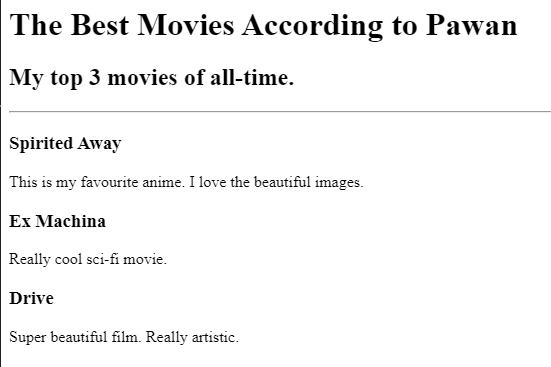 The Best Movies According to Pawan
My top 3 movies of all-time.
Spirited Away
This is my favourite anime. I love the beautiful images.
Ex Machina
Really cool sci-fi movie.
Drive
Super beautiful film. Really artistic.